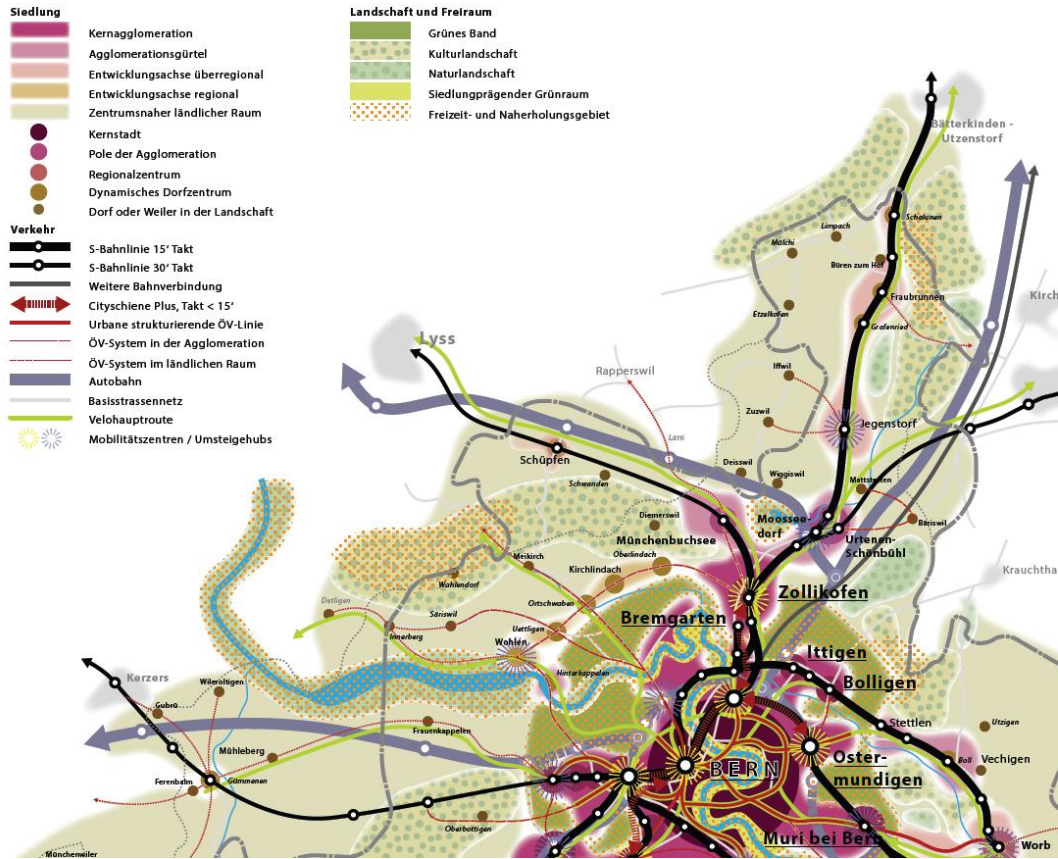 Siedlung
Kernagglomeration
Agglomerationsgürtel
Entwicklungsachse überregional
Entwicklungsachse regional
Zentrumsnaher ländlicher Raum
Kernstadt
Pole der Agglomeration
Regionalzentrum
Dynamisches Dorfzentrum
Dorf oder Weiler in der Landschaft
Verkehr
S-Bahnlinie 15' Takt
S-Bahnlinie 30' Takt
Weitere Bahnverbindung
Cityschiene Plus, Takt < 15'
Urbane strukturierende ÖV-Linie
ÖV-System in der Agglomeration
ÖV-System im ländlichen Raum
Autobahn
Basisstrassennetz
Velohauptroute
Mobilitätszentren / Umsteigehubs
Landschaft und Freiraum
Grünes Band
Kulturlandschaft
Naturlandschaft
Siedlungprägender Grünraum
Freizeit- und Naherholungsgebiet
Bätterkinden -
Utzenstorf
Schalunen
Limpach
Mülchi
Büren zum Hof
Fraubrunnen
Kirch
Etzelkofen
Grafenried
Lyss
Rapperswil
Iffwil
Zuzwil
Jegenstorf
Lätti
Schüpfen
Deisswil
Wiggiswil
Mattstetten
Schwanden
Diemerswil
Moossee-
dorf
Bäriswil
Münchenbuchsee
Urtenen-
Schönbühl
Oberlindach
Meikirch
Kirchlindach
Krauchtha
Wahlendorf
Zollikofen
Detligen
Ortschwaben
Säriswil
Bremgarten
Innerberg
Uettligen
Wohlen
Ittigen
Hinterkappelen
Bolligen
Kerzers
Wileroltigen
Gubrü
Stettlen
Utzigen
Frauenkappelen
Mühleberg
Oster-
mundigen
Boll
Vechigen
BERN
Ferenbalm
Gümmenen
Oberbottigen
Muri bei Bern
Worb
Münchenwiler